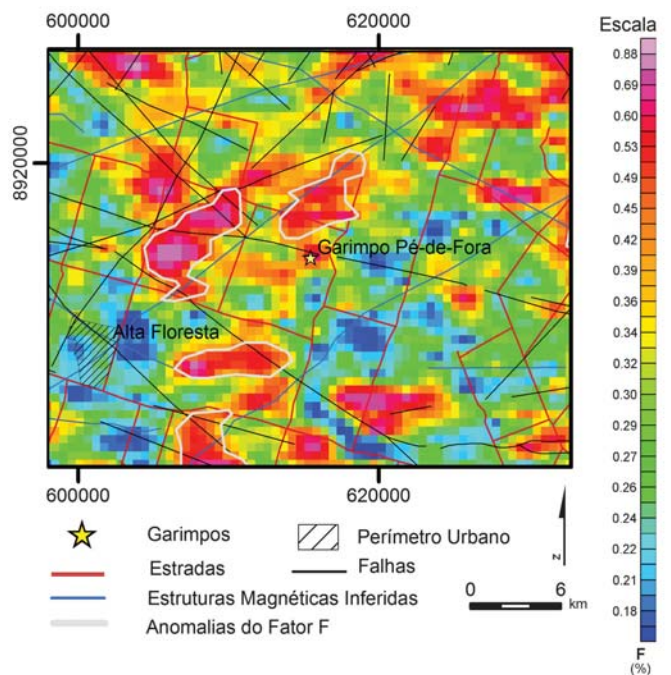 600000
620000
Escala
8920000
Garimpo Pé-de-Fora
Alta Floresta
0.88
0.69
0.60
0.53
0.49
0.45
0.42
0.39
0.36
0.34
0.32
0.30
0.29
0.27
0.26
0.24
0.22
0.21
0.18
F
(%)
600000
620000
Garimpos
Perímetro Urbano
Estradas
Falhas
Estruturas Magnéticas Inferidas
Anomalias do Fator F
0
6
km
N